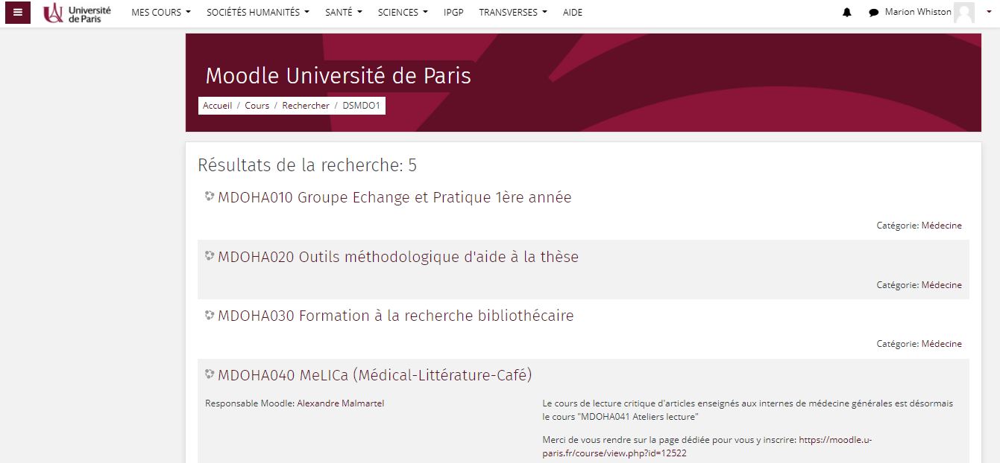 Université
de Paris
MES COURS
SOCIÉTÉS HUMANITÉS
SANTÉ
SCIENCES
IPGP
TRANSVERSES
AIDE
Marion Whiston
Moodle Université de Paris
Accueil / Cours / Rechercher / DSMDO1
Résultats de la recherche: 5
MDOHA010 Groupe Echange et Pratique 1ère année
Catégorie: Médecine
MDOHA020 Outils méthodologique d'aide à la thèse
Catégorie: Médecine
MDOHA030 Formation à la recherche bibliothécaire
Catégorie: Médecine
MDOHA040 MeLICa (Médical-Littérature-Café)
Responsable Moodle: Alexandre Malmartel
Le cours de lecture critique d'articles enseignés aux internes de médecine générales est désormais
le cours "MDOHA041 Ateliers lecture"
Merci de vous rendre sur la page dédiée pour vous y inscrire: https://moodle.u-
paris.fr/course/view.php?id=12522